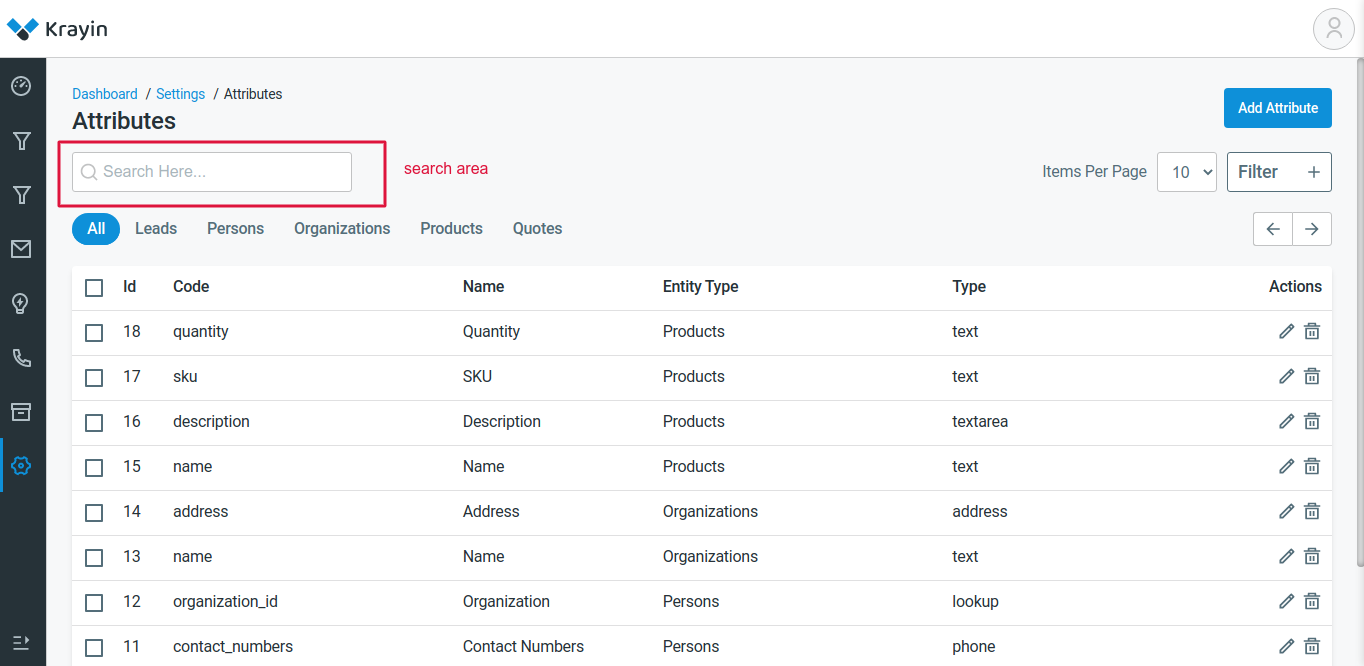 Krayin
Dashboard / Settings / Attributes
Attributes
Add Attribute
Search Here...
search area
Items Per Page 10 Filter +
All Leads Persons Organizations Products Quotes
Id Code Name Entity Type Type Actions
18 quantity Quantity Products text
17 sku SKU Products text
16 description Description Products textarea
15 name Name Products text
14 address Address Organizations address
13 name Name Organizations text
12 organization_id Organization Persons lookup
11 contact_numbers Contact Numbers Persons phone